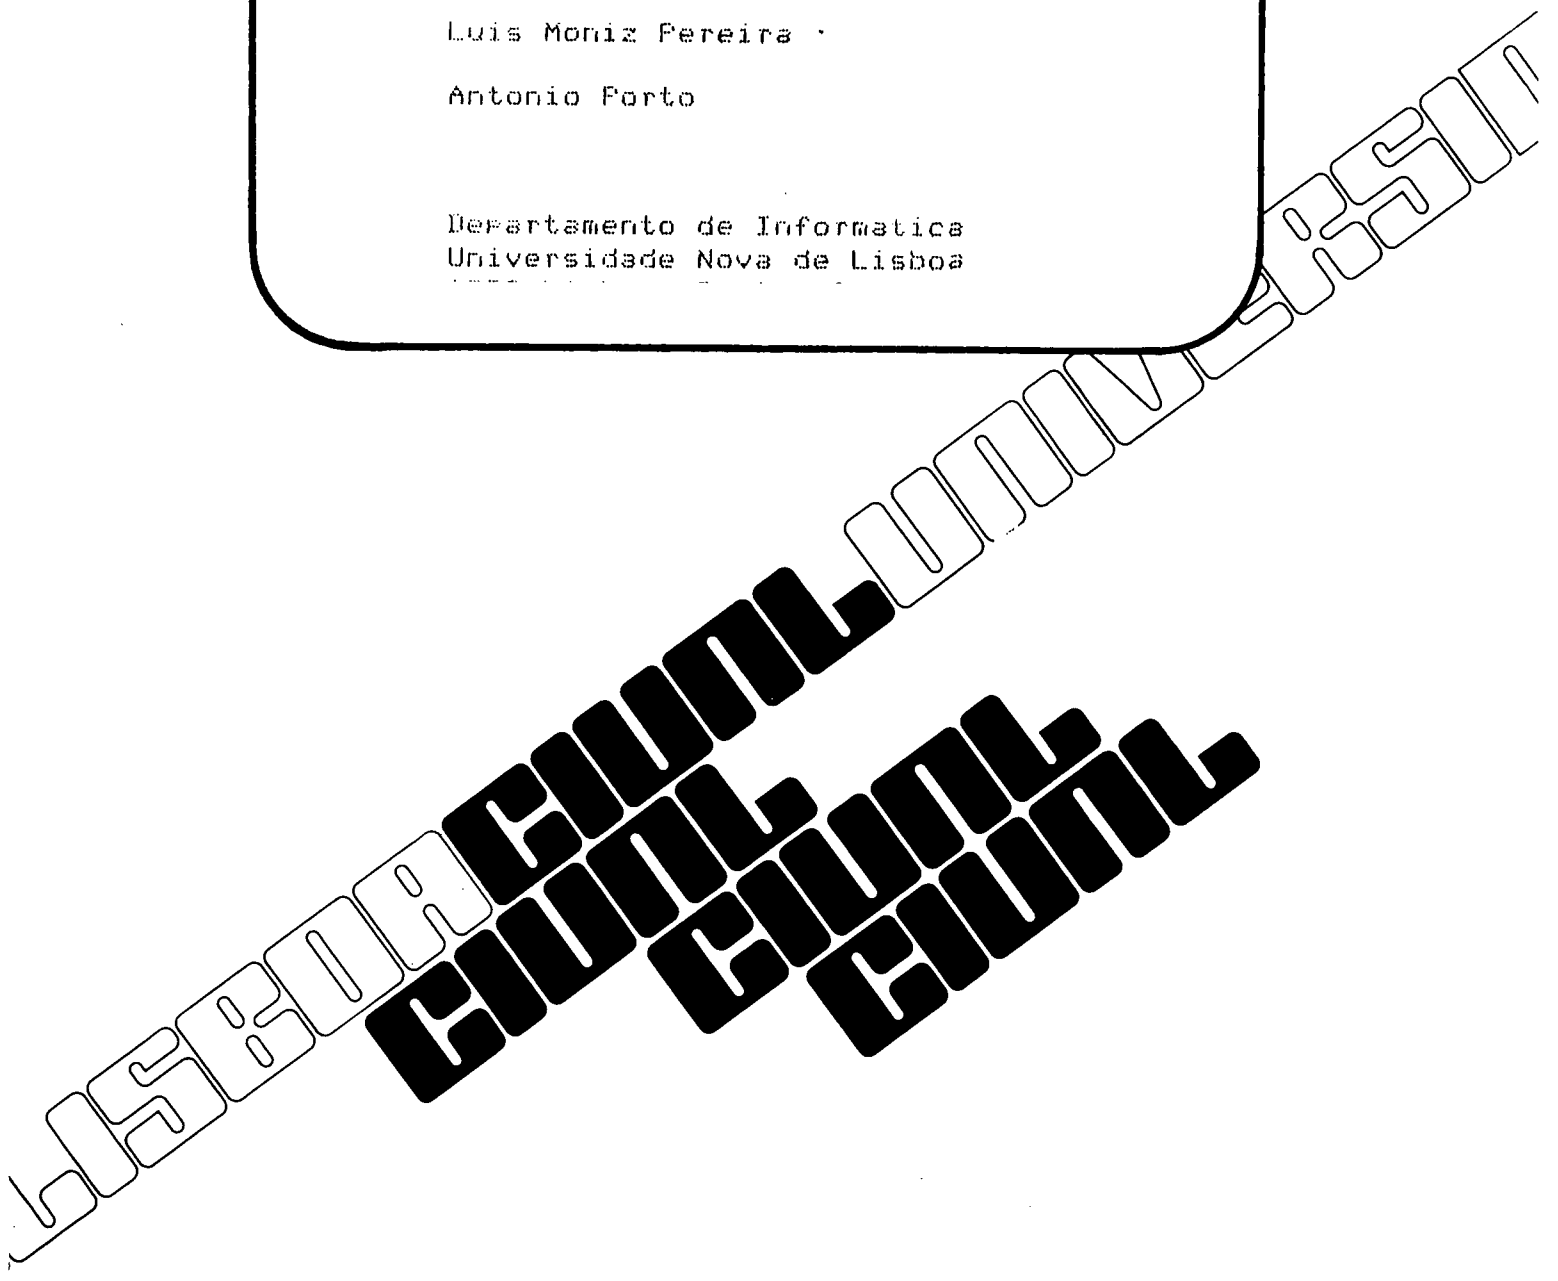 Luis Moniz Pereira
Antonio Porto
Departamento de Informatica
Universidade Nova de Lisboa
LISBOA CIUNL UNIVERSID
CIUNL
CIUNL
CIUNL